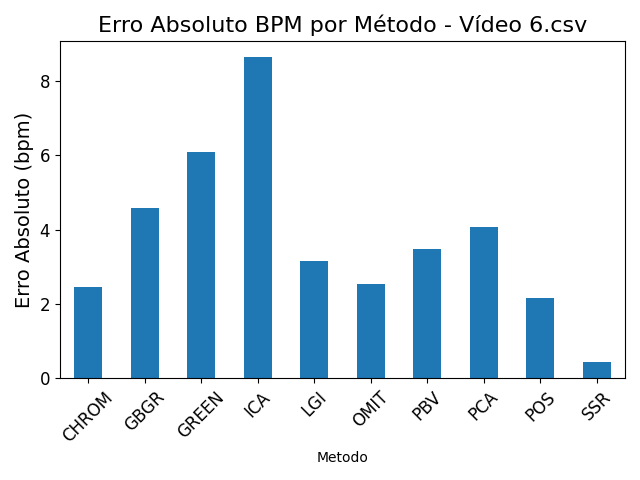 Erro Absoluto BPM por Método - Vídeo 6.csv
Erro Absoluto (bpm)
8
6
4
2
0
CHROM
GBGR
GREEN
ICA
LGI
OMIT
PBV
PCA
POS
SSR
Metodo